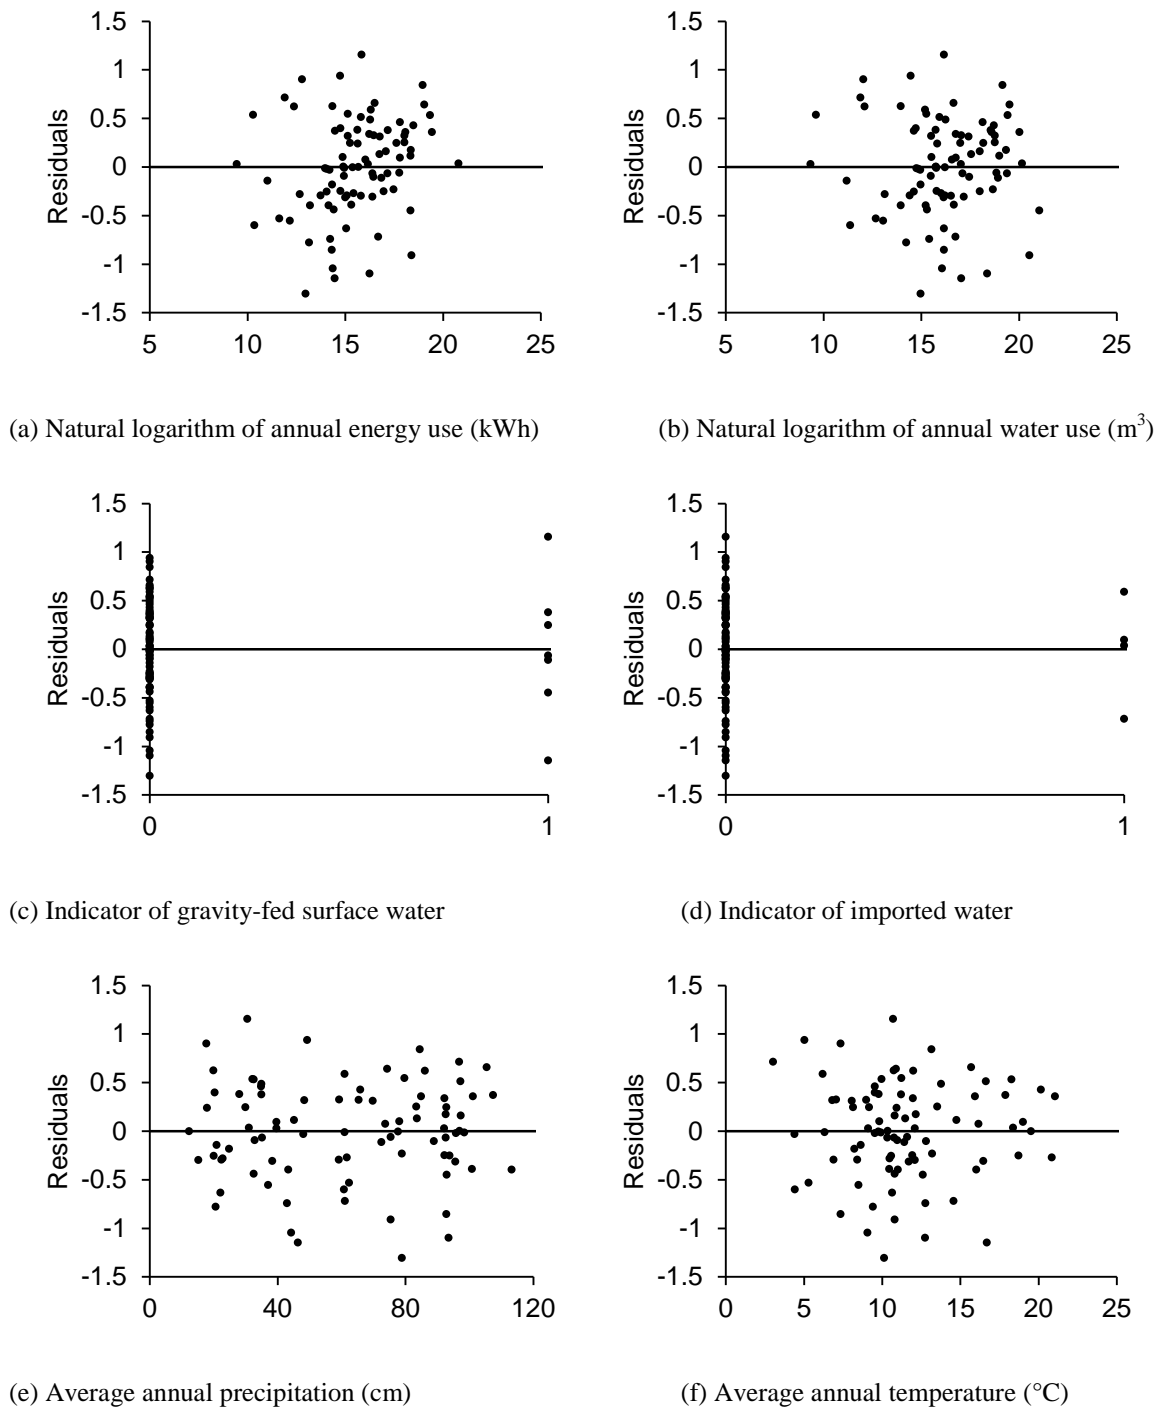 1.5
1
0.5
0
-0.5
-1
-1.5
Residuals
5 10 15 20 25
(a) Natural logarithm of annual energy use (kWh)
1.5
1
0.5
0
-0.5
-1
-1.5
Residuals
5 10 15 20 25
(b) Natural logarithm of annual water use (m³)
1.5
1
0.5
0
-0.5
-1
-1.5
Residuals
0 1
(c) Indicator of gravity-fed surface water
1.5
1
0.5
0
-0.5
-1
-1.5
Residuals
0 1
(d) Indicator of imported water
1.5
1
0.5
0
-0.5
-1
-1.5
Residuals
0 40 80 120
(e) Average annual precipitation (cm)
1.5
1
0.5
0
-0.5
-1
-1.5
Residuals
0 5 10 15 20 25
(f) Average annual temperature (°C)